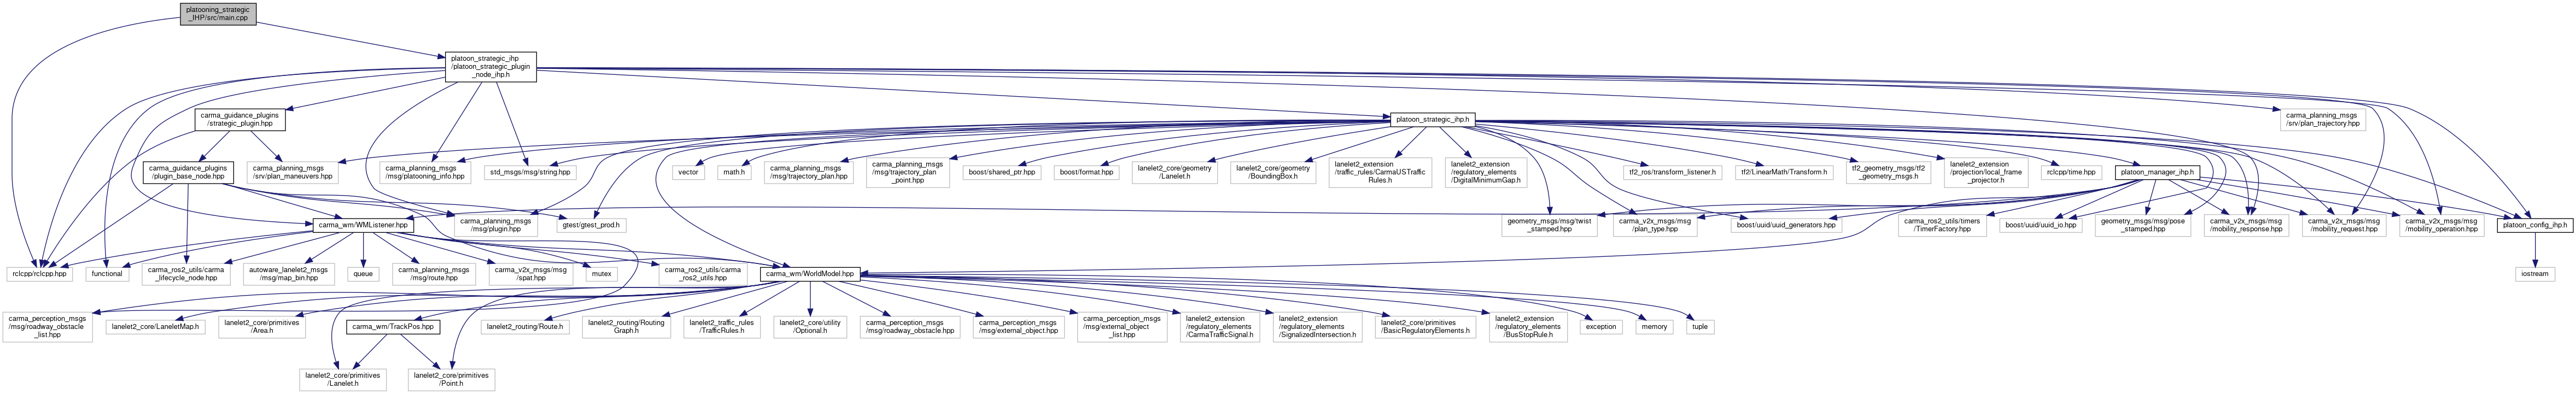 platooning_strategic
_IHP/src/main.cpp
platoon_strategic_ihp
/platoon_strategic_plugin
_node_ihp.h
carma_guidance_plugins
/strategic_plugin.hpp
platoon_strategic_ihp.h
carma_planning_msgs
/srv/plan_trajectory.hpp
carma_guidance_plugins
/plugin_base_node.hpp
carma_planning_msgs
/srv/plan_maneuvers.hpp
carma_planning_msgs
/msg/platooning_info.hpp
std_msgs/msg/string.hpp
vector
math.h
carma_planning_msgs
/msg/trajectory_plan.hpp
carma_planning_msgs
/msg/trajectory_plan
_point.hpp
boost/shared_ptr.hpp
boost/format.hpp
lanelet2_core/geometry
/Lanelet.h
lanelet2_core/geometry
/BoundingBox.h
lanelet2_extension
/traffic_rules/CarmaUSTraffic
Rules.h
lanelet2_extension
/regulatory_elements
/DigitalMinimumGap.h
tf2_ros/transform_listener.h
tf2/LinearMath/Transform.h
tf2_geometry_msgs/tf2
_geometry_msgs.h
lanelet2_extension
/projection/local_frame
_projector.h
rclcpp/time.hpp
platoon_manager_ihp.h
carma_wm/WMListener.hpp
carma_planning_msgs
/msg/plugin.hpp
gtest/gtest_prod.h
geometry_msgs/msg/twist
_stamped.hpp
carma_v2x_msgs/msg
/plan_type.hpp
boost/uuid/uuid_generators.hpp
carma_ros2_utils/timers
/TimerFactory.hpp
boost/uuid/uuid_io.hpp
geometry_msgs/msg/pose
_stamped.hpp
carma_v2x_msgs/msg
/mobility_response.hpp
carma_v2x_msgs/msg
/mobility_request.hpp
carma_v2x_msgs/msg
/mobility_operation.hpp
platoon_config_ihp.h
rclcpp/rclcpp.hpp
functional
carma_ros2_utils/carma
_lifecycle_node.hpp
autoware_lanelet2_msgs
/msg/map_bin.hpp
queue
carma_planning_msgs
/msg/route.hpp
carma_v2x_msgs/msg
/spat.hpp
mutex
carma_ros2_utils/carma
_ros2_utils.hpp
carma_wm/WorldModel.hpp
iostream
carma_perception_msgs
/msg/roadway_obstacle
_list.hpp
lanelet2_core/LaneletMap.h
lanelet2_core/primitives
/Area.h
carma_wm/TrackPos.hpp
lanelet2_routing/Route.h
lanelet2_routing/Routing
Graph.h
lanelet2_traffic_rules
/TrafficRules.h
lanelet2_core/utility
/Optional.h
carma_perception_msgs
/msg/roadway_obstacle.hpp
carma_perception_msgs
/msg/external_object.hpp
carma_perception_msgs
/msg/external_object
_list.hpp
lanelet2_extension
/regulatory_elements
/CarmaTrafficSignal.h
lanelet2_extension
/regulatory_elements
/SignalizedIntersection.h
lanelet2_core/primitives
/BasicRegulatoryElements.h
lanelet2_extension
/regulatory_elements
/BusStopRule.h
exception
memory
tuple
lanelet2_core/primitives
/Lanelet.h
lanelet2_core/primitives
/Point.h